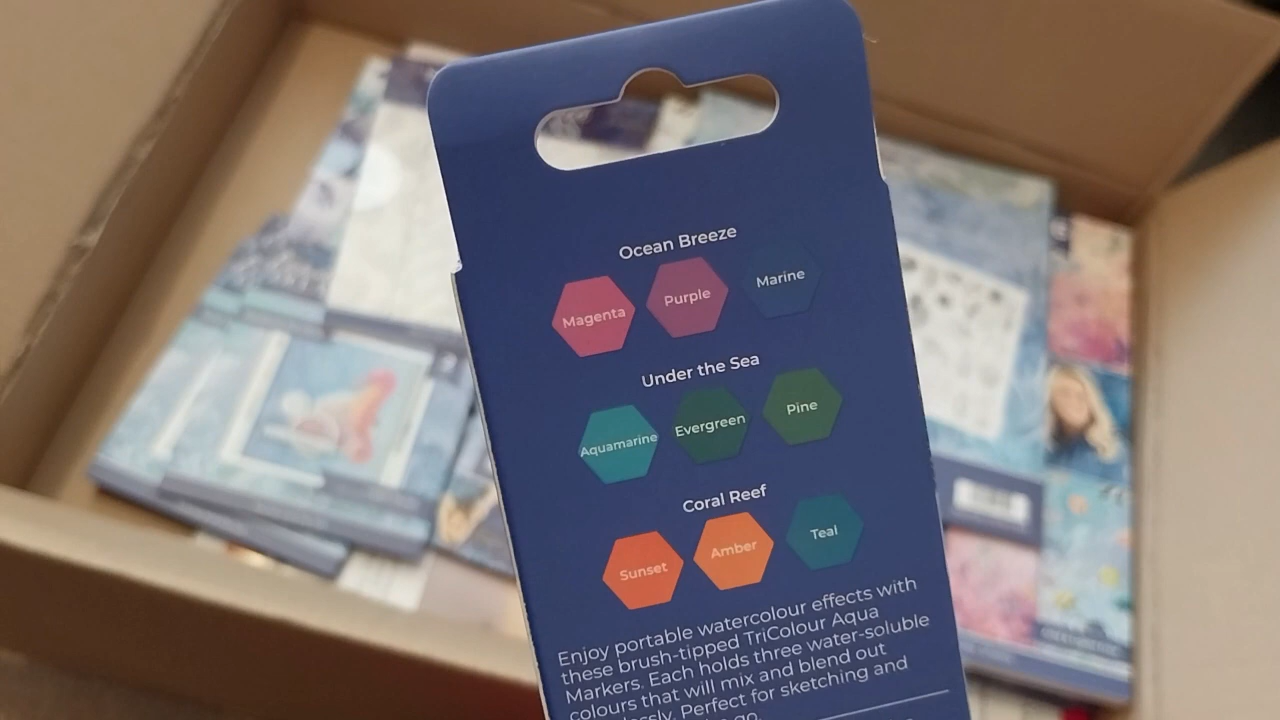 Ocean Breeze
Magenta Purple Marine
Under the Sea
Aquamarine Evergreen Pine
Coral Reef
Sunset Amber Teal
Enjoy portable watercolour effects with
these brush-tipped TriColour Aqua
Markers. Each holds three water-soluble
colours that will mix and blend out
Perfect for sketching and
go.